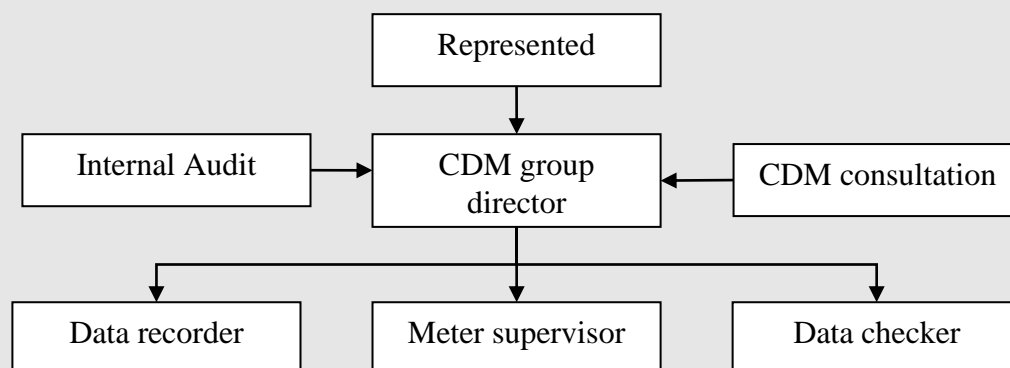 Represented
Internal Audit
CDM group
director
CDM consultation
Data recorder
Meter supervisor
Data checker